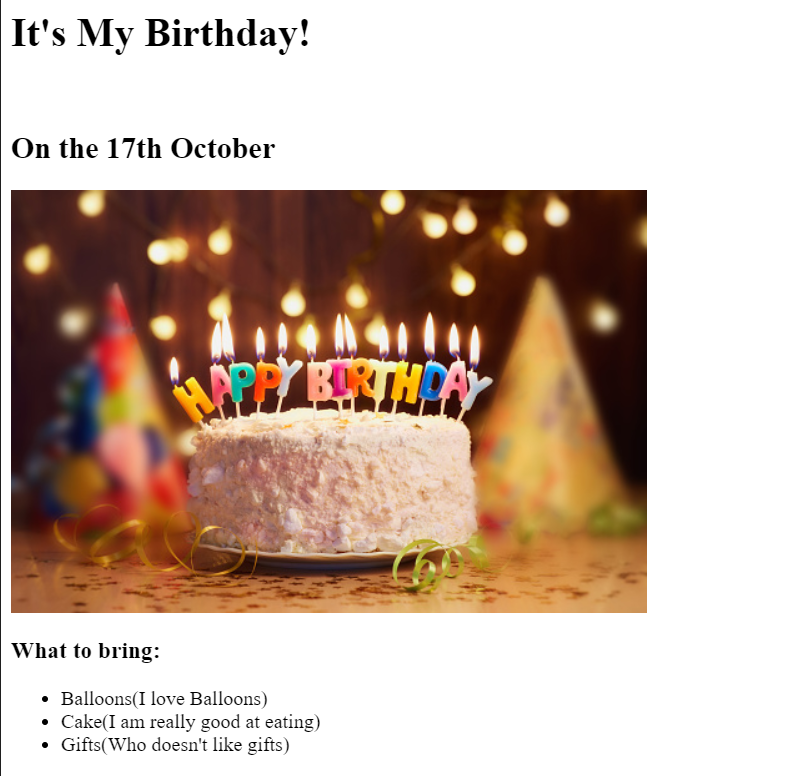 It's My Birthday!
On the 17th October
HAPPY BIRTHDAY
What to bring:
Balloons(I love Balloons)
Cake(I am really good at eating)
Gifts(Who doesn't like gifts)